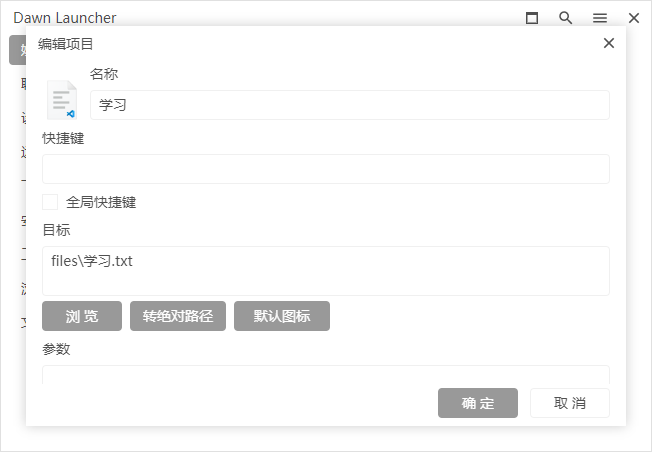 Dawn Launcher
编辑项目
名称
学习
快捷键
全局快捷键
目标
files\学习.txt
浏 览
转绝对路径
默认图标
参数
确 定
取 消